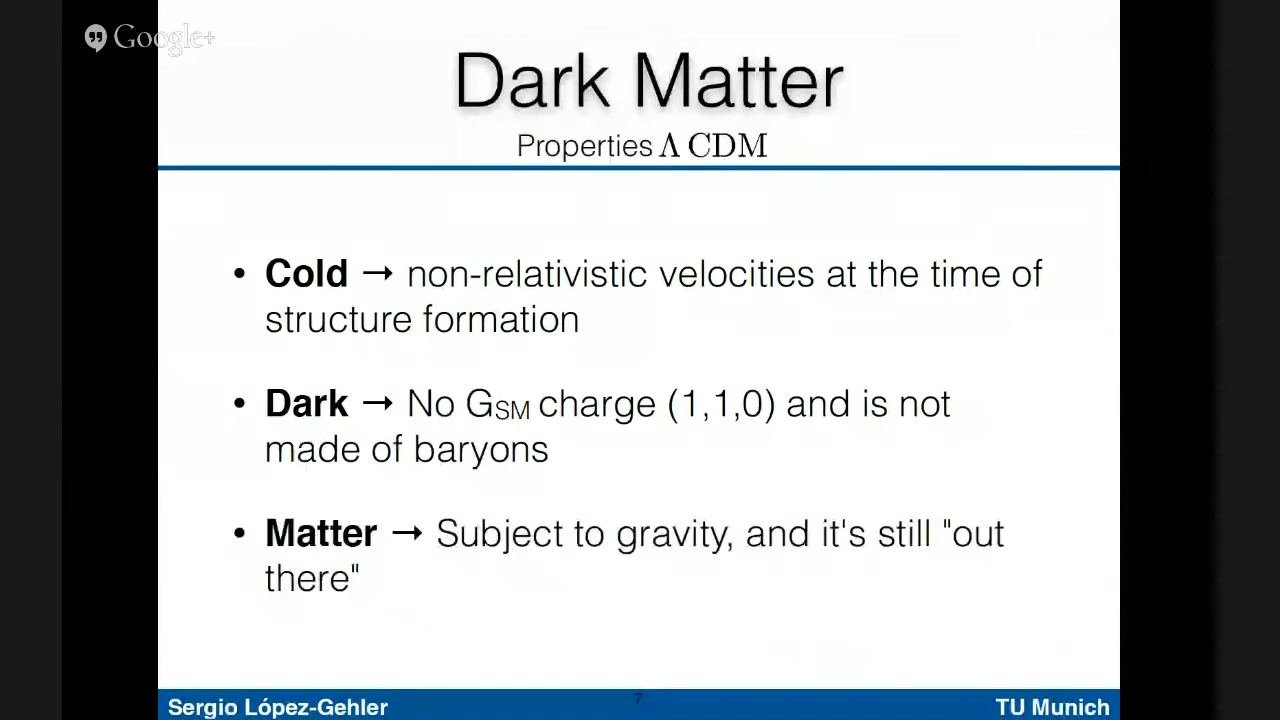 Google+
Dark Matter
Properties Λ CDM
• Cold → non-relativistic velocities at the time of
structure formation
• Dark → No GSM charge (1,1,0) and is not
made of baryons
• Matter → Subject to gravity, and it's still "out
there"
Sergio López-Gehler
7
TU Munich